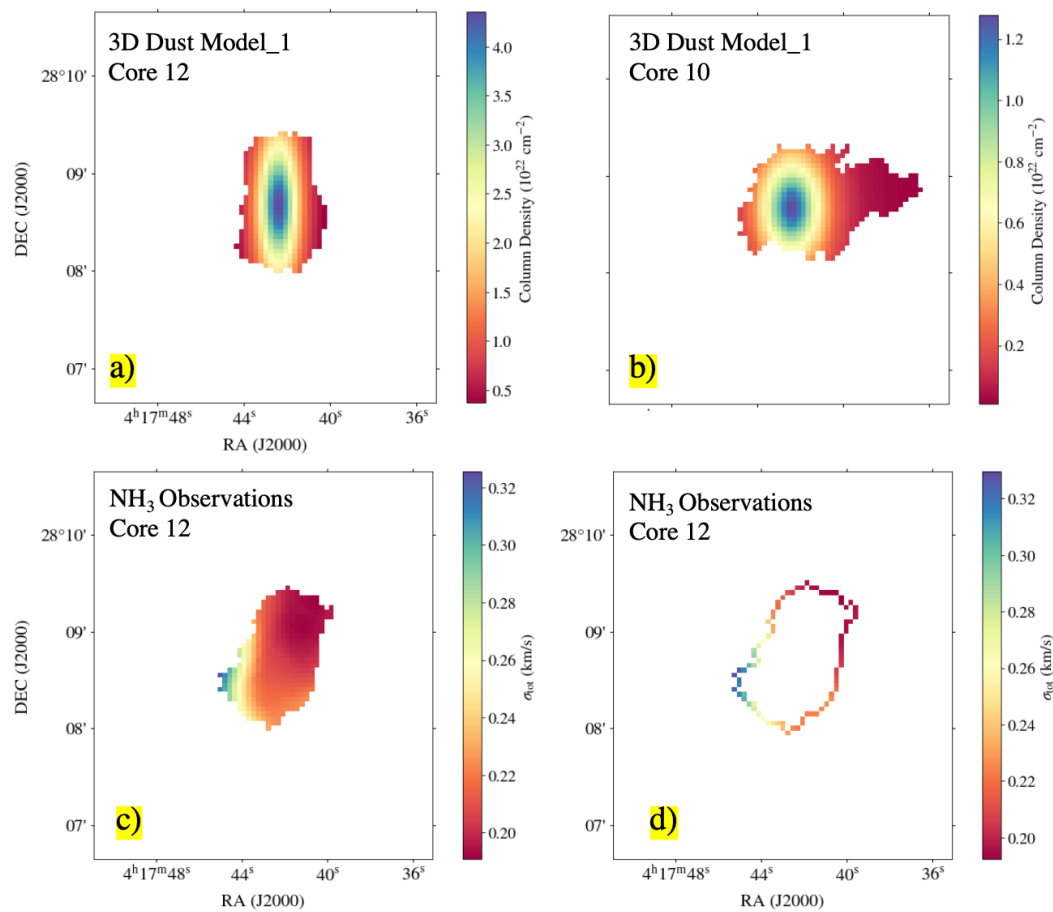 3D Dust Model_1
Core 12
28°10'
09'
08'
07'
DEC (J2000)
4ʰ17ᵐ48ˢ
44ˢ
40ˢ
36ˢ
RA (J2000)
a)
4.0
3.5
3.0
2.5
2.0
1.5
1.0
0.5
Column Density (10²² cm⁻²)
3D Dust Model_1
Core 10
b)
1.2
1.0
0.8
0.6
0.4
0.2
Column Density (10²² cm⁻²)
NH₃ Observations
Core 12
28°10'
09'
08'
07'
DEC (J2000)
4ʰ17ᵐ48ˢ
44ˢ
40ˢ
36ˢ
RA (J2000)
c)
0.32
0.30
0.28
0.26
0.24
0.22
0.20
σtot (km/s)
NH₃ Observations
Core 12
28°10'
09'
08'
07'
4ʰ17ᵐ48ˢ
44ˢ
40ˢ
36ˢ
RA (J2000)
d)
0.32
0.30
0.28
0.26
0.24
0.22
0.20
σtot (km/s)